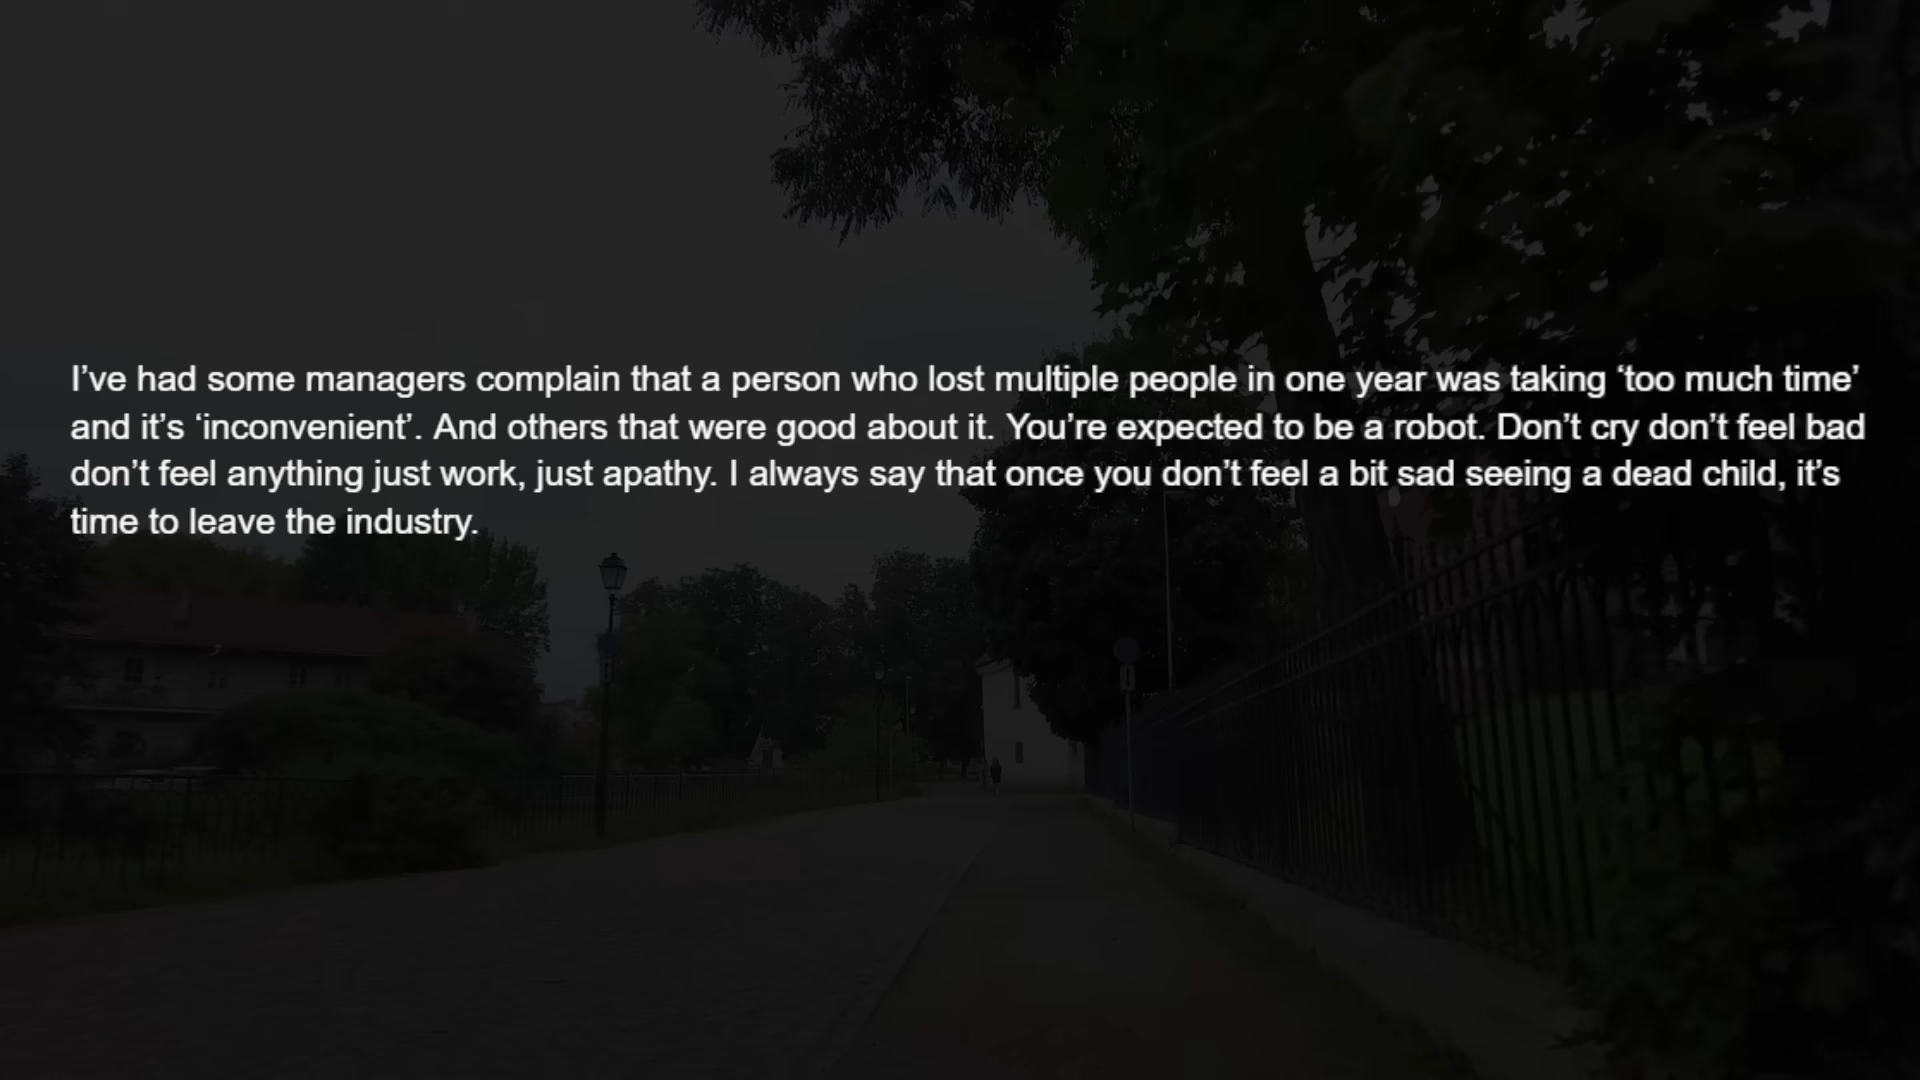 I’ve had some managers complain that a person who lost multiple people in one year was taking ‘too much time’
and it’s ‘inconvenient’. And others that were good about it. You’re expected to be a robot. Don’t cry don’t feel bad
don’t feel anything just work, just apathy. I always say that once you don’t feel a bit sad seeing a dead child, it’s
time to leave the industry.